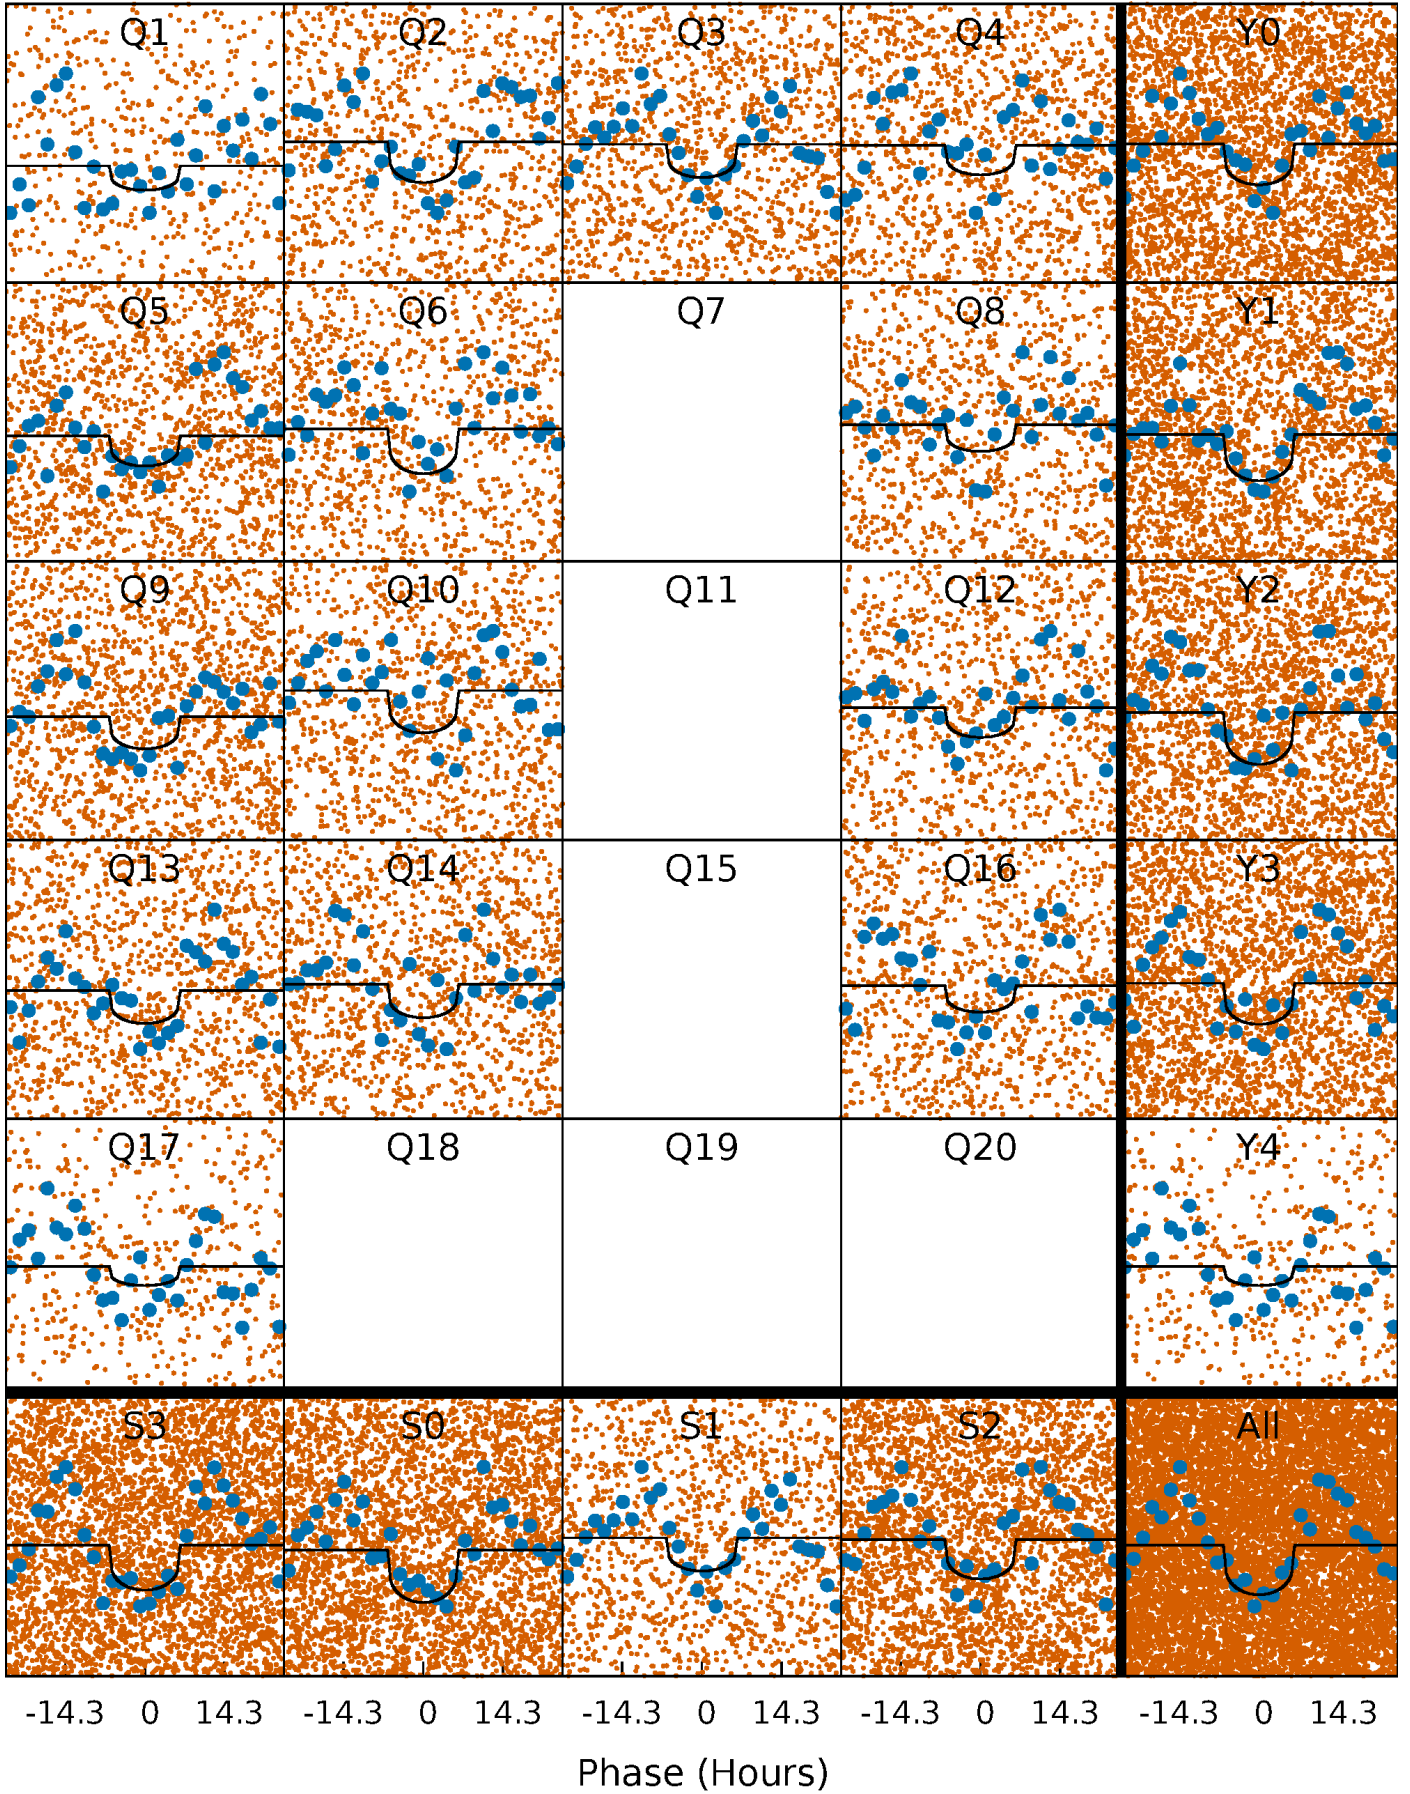 Q1 Q2 Q3 Q4 Y0
Q5 Q6 Q7 Q8 Y1
Q9 Q10 Q11 Q12 Y2
Q13 Q14 Q15 Q16 Y3
Q17 Q18 Q19 Q20 Y4
S3 S0 S1 S2 All
-14.3 0 14.3 -14.3 0 14.3 -14.3 0 14.3 -14.3 0 14.3 -14.3 0 14.3
Phase (Hours)